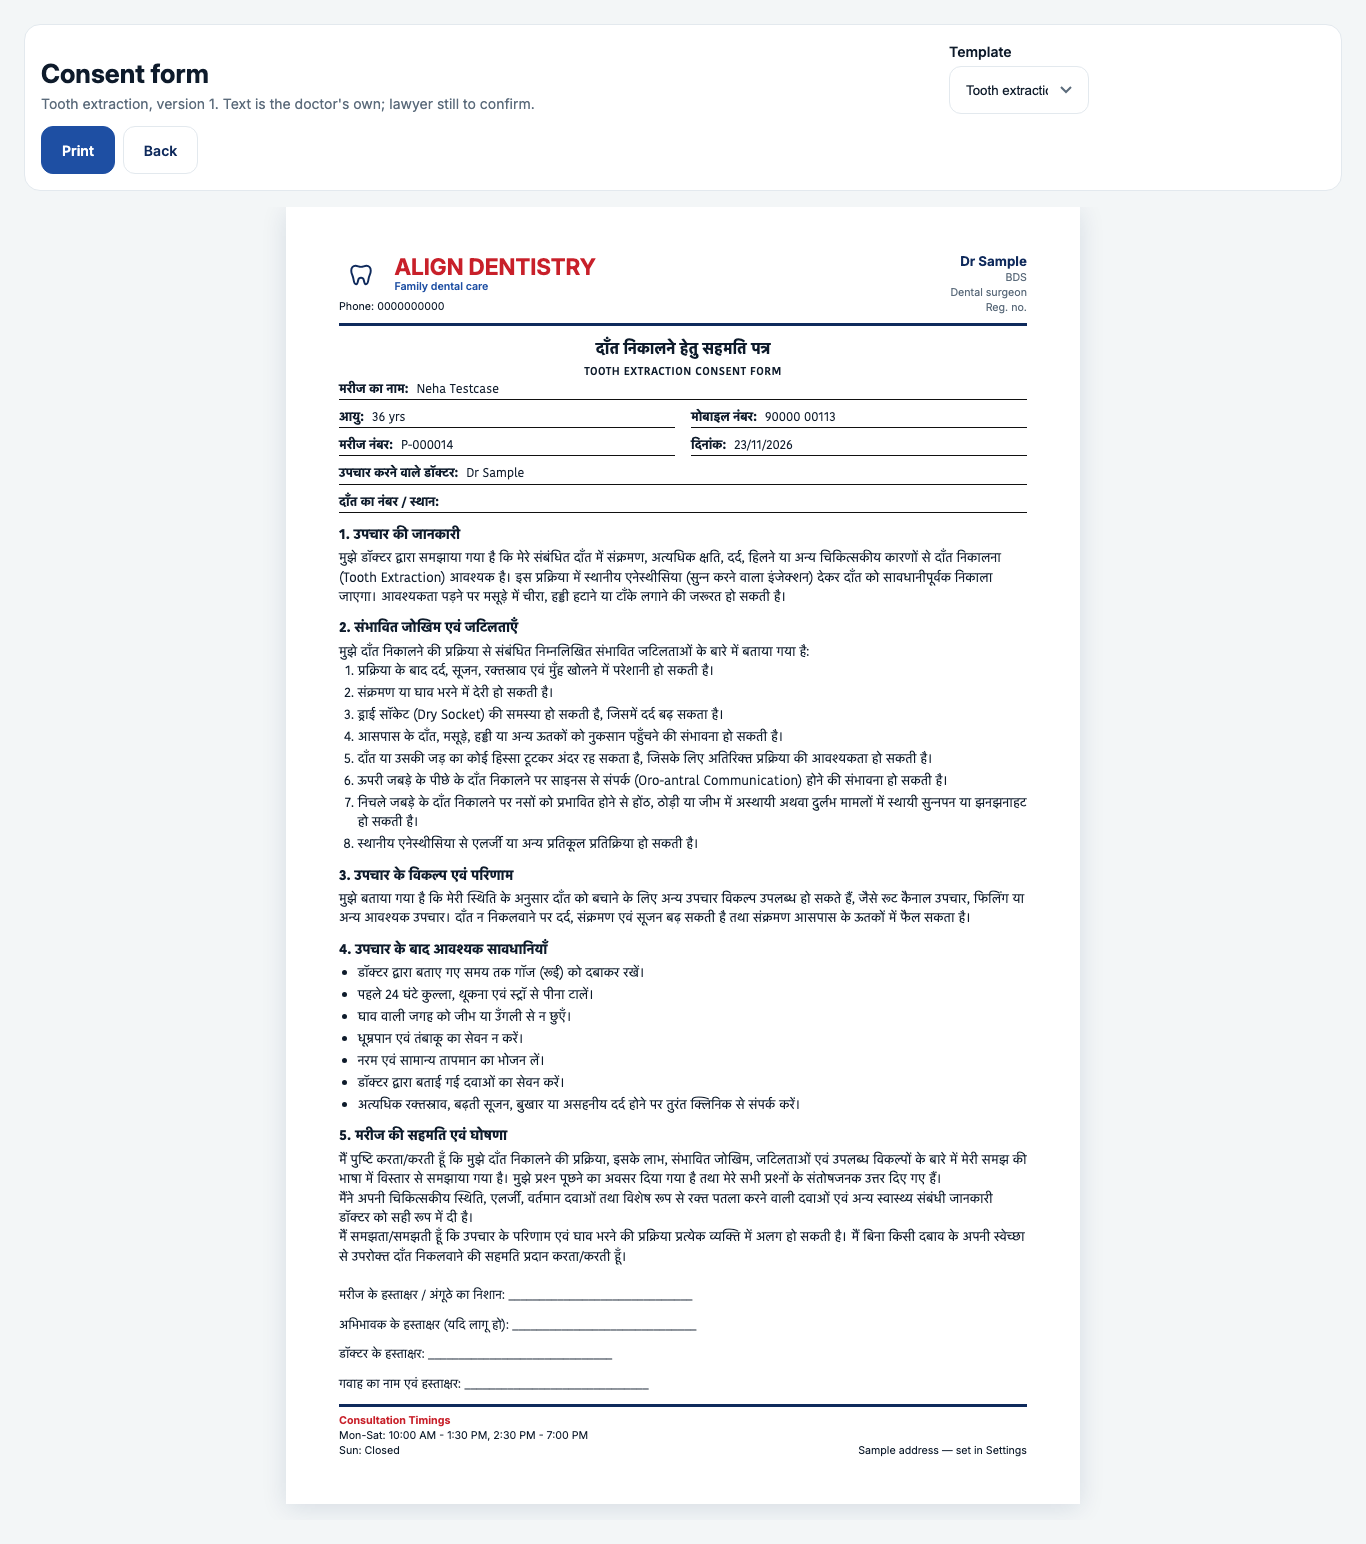 Consent form
Tooth extraction, version 1. Text is the doctor's own; lawyer still to confirm.
Template
Tooth extractic
Print
Back
ALIGN DENTISTRY
Family dental care
Phone: 0000000000
Dr Sample
BDS
Dental surgeon
Reg. no.
दाँत निकालने हेतु सहमति पत्र
TOOTH EXTRACTION CONSENT FORM
मरीज का नाम: Neha Testcase
आयु: 36 yrs
मोबाइल नंबर: 90000 00113
मरीज नंबर: P-000014
दिनांक: 23/11/2026
उपचार करने वाले डॉक्टर: Dr Sample
दाँत का नंबर / स्थान:
1. उपचार की जानकारी
मुझे डॉक्टर द्वारा समझाया गया है कि मेरे संबंधित दाँत में संक्रमण, अत्यधिक क्षति, दर्द, हिलने या अन्य चिकित्सकीय कारणों से दाँत निकालना
(Tooth Extraction) आवश्यक है। इस प्रक्रिया में स्थानीय एनेस्थीसिया (सुन्न करने वाला इंजेक्शन) देकर दाँत को सावधानीपूर्वक निकाला
जाएगा। आवश्यकता पड़ने पर मसूड़े में चीरा, हड्डी हटाने या टाँके लगाने की जरूरत हो सकती है।
2. संभावित जोखिम एवं जटिलताएँ
मुझे दाँत निकालने की प्रक्रिया से संबंधित निम्नलिखित संभावित जटिलताओं के बारे में बताया गया है:
1. प्रक्रिया के बाद दर्द, सूजन, रक्तस्राव एवं मुँह खोलने में परेशानी हो सकती है।
2. संक्रमण या घाव भरने में देरी हो सकती है।
3. ड्राई सॉकेट (Dry Socket) की समस्या हो सकती है, जिसमें दर्द बढ़ सकता है।
4. आसपास के दाँत, मसूड़े, हड्डी या अन्य ऊतकों को नुकसान पहुँचने की संभावना हो सकती है।
5. दाँत या उसकी जड़ का कोई हिस्सा टूटकर अंदर रह सकता है, जिसके लिए अतिरिक्त प्रक्रिया की आवश्यकता हो सकती है।
6. ऊपरी जबड़े के पीछे के दाँत निकालने पर साइनस से संपर्क (Oro-antral Communication) होने की संभावना हो सकती है।
7. निचले जबड़े के दाँत निकालने पर नसों को प्रभावित होने से होंठ, ठोड़ी या जीभ में अस्थायी अथवा दुर्लभ मामलों में स्थायी सुन्नपन या झनझनाहट
हो सकती है।
8. स्थानीय एनेस्थीसिया से एलर्जी या अन्य प्रतिकूल प्रतिक्रिया हो सकती है।
3. उपचार के विकल्प एवं परिणाम
मुझे बताया गया है कि मेरी स्थिति के अनुसार दाँत को बचाने के लिए अन्य उपचार विकल्प उपलब्ध हो सकते हैं, जैसे रूट कैनाल उपचार, फिलिंग या
अन्य आवश्यक उपचार। दाँत न निकलवाने पर दर्द, संक्रमण एवं सूजन बढ़ सकती है तथा संक्रमण आसपास के ऊतकों में फैल सकता है।
4. उपचार के बाद आवश्यक सावधानियाँ
• डॉक्टर द्वारा बताए गए समय तक गॉज (रूई) को दबाकर रखें।
• पहले 24 घंटे कुल्ला, थूकना एवं स्ट्रॉ से पीना टालें।
• घाव वाली जगह को जीभ या उँगली से न छुएँ।
• धूम्रपान एवं तंबाकू का सेवन न करें।
• नरम एवं सामान्य तापमान का भोजन लें।
• डॉक्टर द्वारा बताई गई दवाओं का सेवन करें।
• अत्यधिक रक्तस्राव, बढ़ती सूजन, बुखार या असहनीय दर्द होने पर तुरंत क्लिनिक से संपर्क करें।
5. मरीज की सहमति एवं घोषणा
मैं पुष्टि करता/करती हूँ कि मुझे दाँत निकालने की प्रक्रिया, इसके लाभ, संभावित जोखिम, जटिलताओं एवं उपलब्ध विकल्पों के बारे में मेरी समझ की
भाषा में विस्तार से समझाया गया है। मुझे प्रश्न पूछने का अवसर दिया गया है तथा मेरे सभी प्रश्नों के संतोषजनक उत्तर दिए गए हैं।
मैंने अपनी चिकित्सकीय स्थिति, एलर्जी, वर्तमान दवाओं तथा विशेष रूप से रक्त पतला करने वाली दवाओं एवं अन्य स्वास्थ्य संबंधी जानकारी
डॉक्टर को सही रूप में दी है।
मैं समझता/समझती हूँ कि उपचार के परिणाम एवं घाव भरने की प्रक्रिया प्रत्येक व्यक्ति में अलग हो सकती है। मैं बिना किसी दबाव के अपनी स्वेच्छा
से उपरोक्त दाँत निकलवाने की सहमति प्रदान करता/करती हूँ।
मरीज के हस्ताक्षर / अंगूठे का निशान: ____________________________
अभिभावक के हस्ताक्षर (यदि लागू हो): ____________________________
डॉक्टर के हस्ताक्षर: ____________________________
गवाह का नाम एवं हस्ताक्षर: ____________________________
Consultation Timings
Mon-Sat: 10:00 AM - 1:30 PM, 2:30 PM - 7:00 PM
Sun: Closed
Sample address — set in Settings